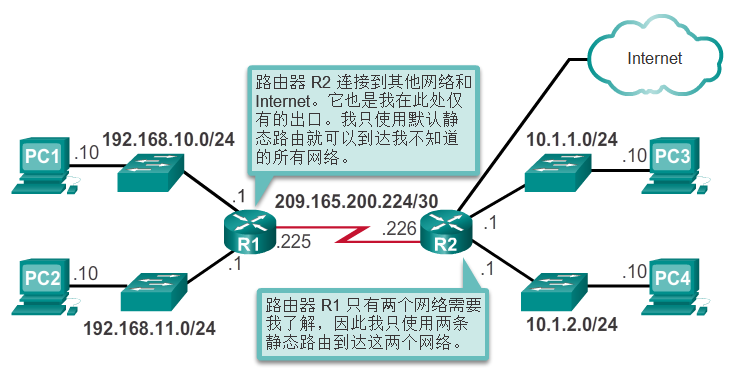 Internet
路由器 R2 连接到其他网络和
Internet。它也是我在此处仅
有的出口。我只使用默认静
态路由就可以到达我不知道
的所有网络。
192.168.10.0/24
10.1.1.0/24
PC1
.10
.10
PC3
.1
209.165.200.224/30
.1
R1
.225
.226
R2
.1
.1
PC2
.10
.10
PC4
192.168.11.0/24
10.1.2.0/24
路由器 R1 只有两个网络需要
我了解，因此我只使用两条
静态路由到达这两个网络。